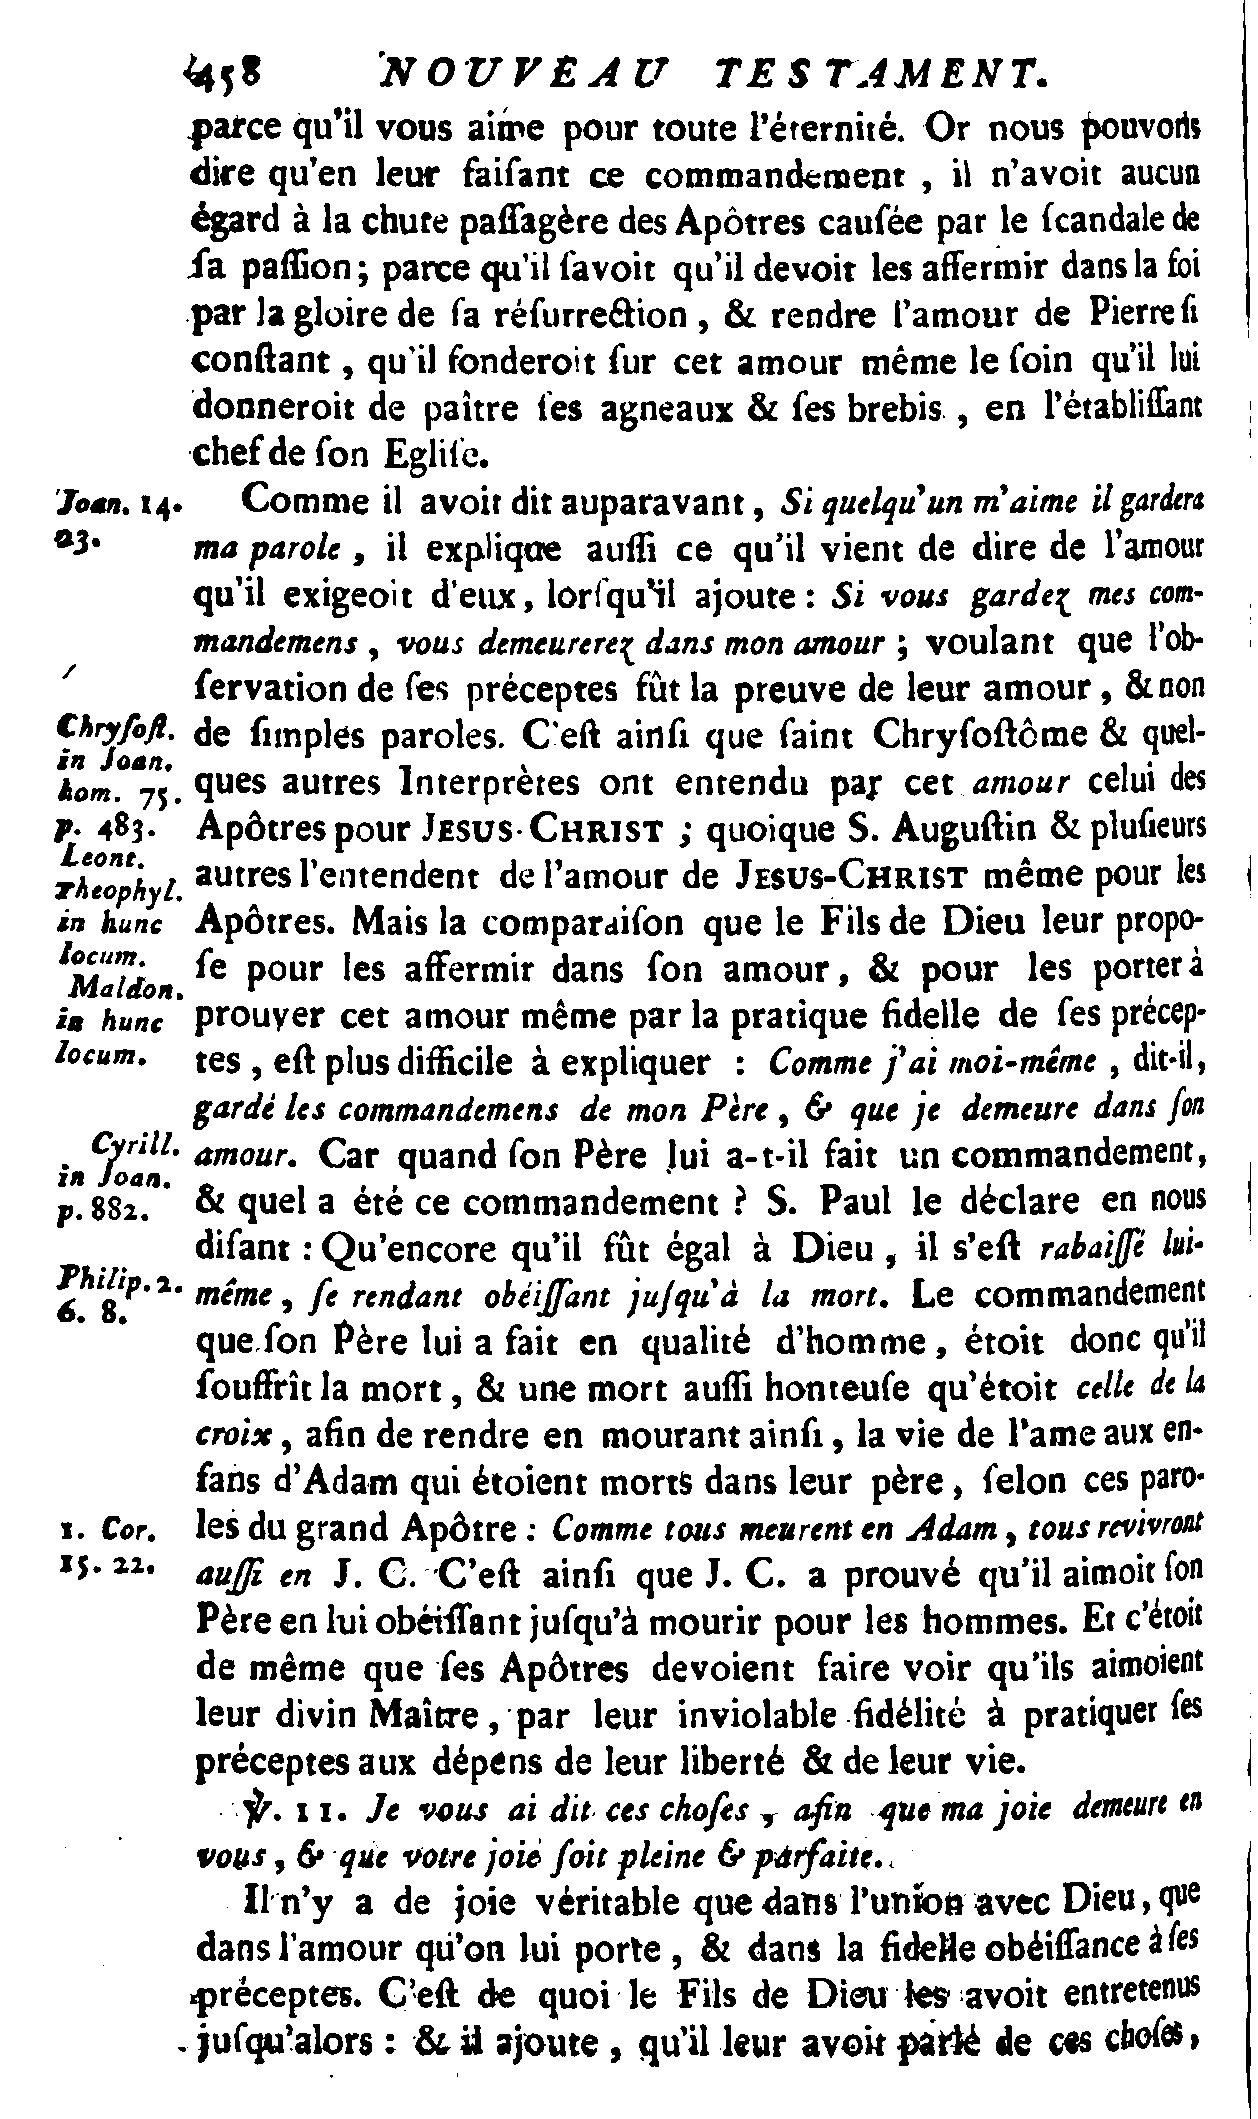 458 NOUVEAU TESTAMENT.
parce qu'il vous aime pour toute l'éternité. Or nous pouvons
dire qu'en leur faiſant ce commandement , il n'avoit aucun
égard à la chute paſſagère des Apôtres cauſée par le ſcandale de
ſa paſſion ; parce qu'il ſavoit qu'il devoit les affermir dans la foi
par la gloire de ſa réſurrection , & rendre l'amour de Pierre ſi
conſtant , qu'il fonderoit ſur cet amour même le ſoin qu'il lui
donneroit de paître ſes agneaux & ſes brebis , en l'établiſſant
chef de ſon Egliſe.
Joan. 14. Comme il avoit dit auparavant , Si quelqu'un m'aime il gardera
23. ma parole , il explique auſſi ce qu'il vient de dire de l'amour
qu'il exigeoit d'eux, lorſqu'il ajoute : Si vous gardez mes com-
mandemens , vous demeurerez dans mon amour ; voulant que l'ob-
ſervation de ſes préceptes fût la preuve de leur amour , & non
Chryſoſt. de ſimples paroles. C'eſt ainſi que ſaint Chryſoſtôme & quel-
in Joan.
hom. 75. ques autres Interprètes ont entendu par cet amour celui des
p. 483. Apôtres pour JESUS-CHRIST ; quoique S. Auguſtin & pluſieurs
Leont.
Theophyl. autres l'entendent de l'amour de JESUS-CHRIST même pour les
in hunc Apôtres. Mais la comparaiſon que le Fils de Dieu leur propo-
locum. ſe pour les affermir dans ſon amour , & pour les porter à
Maldon.
in hunc prouver cet amour même par la pratique fidelle de ſes précep-
locum. tes , eſt plus difficile à expliquer : Comme j'ai moi-même , dit-il,
gardé les commandemens de mon Père , & que je demeure dans ſon
Cyrill. amour. Car quand ſon Père lui a-t-il fait un commandement,
in Joan.
p. 882. & quel a été ce commandement ? S. Paul le déclare en nous
diſant : Qu'encore qu'il fût égal à Dieu , il s'eſt rabaiſſé lui-
Philip. 2. même , ſe rendant obéiſſant juſqu'à la mort. Le commandement
6. 8.
que ſon Père lui a fait en qualité d'homme , étoit donc qu'il
ſouffrît la mort , & une mort auſſi honteuſe qu'étoit celle de la
croix , afin de rendre en mourant ainſi , la vie de l'ame aux en-
fans d'Adam qui étoient morts dans leur père , ſelon ces paro-
1. Cor. les du grand Apôtre : Comme tous meurent en Adam , tous revivront
15. 22. auſſi en J. C. C'eſt ainſi que J. C. a prouvé qu'il aimoit ſon
Père en lui obéiſſant juſqu'à mourir pour les hommes. Et c'étoit
de même que ſes Apôtres devoient faire voir qu'ils aimoient
leur divin Maître , par leur inviolable fidélité à pratiquer ſes
préceptes aux dépens de leur liberté & de leur vie.
℣. 11. Je vous ai dit ces choſes , afin que ma joie demeure en
vous , & que votre joie ſoit pleine & parfaite.
Il n'y a de joie véritable que dans l'union avec Dieu, que
dans l'amour qu'on lui porte , & dans la fidelle obéiſſance à ſes
préceptes. C'eſt de quoi le Fils de Dieu les avoit entretenus
juſqu'alors : & il ajoute , qu'il leur avoit parlé de ces choſes,